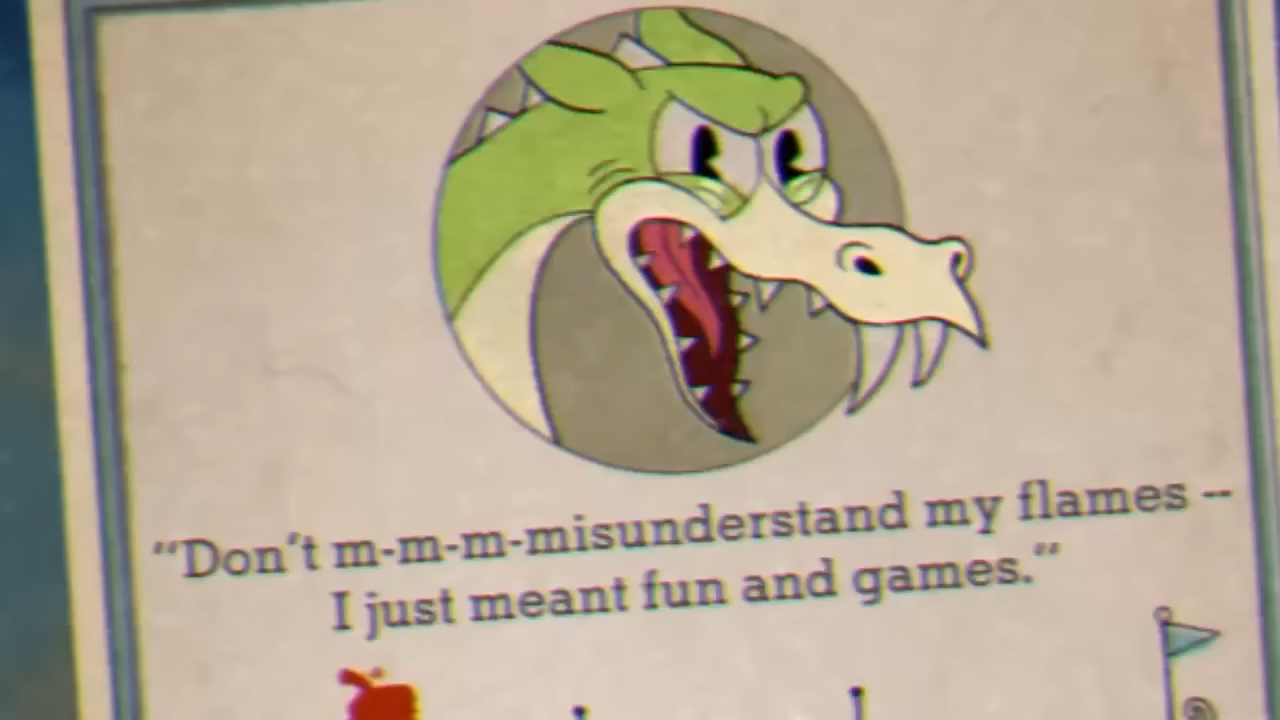 “Don’t m-m-m-misunderstand my flames --
I just meant fun and games.”